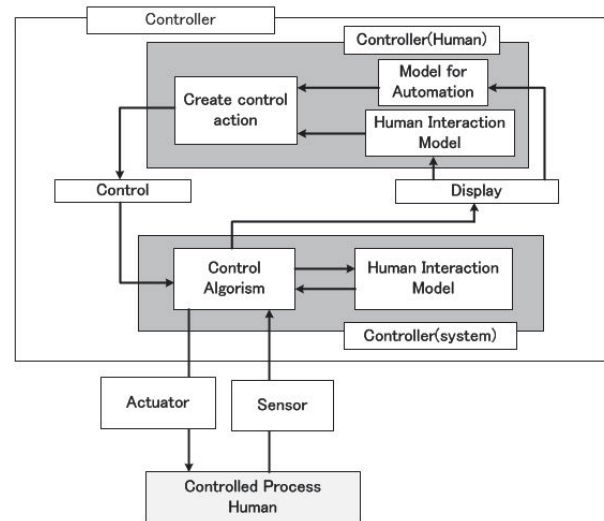 Controller
Controller(Human)
Model for
Automation
Create control
action
Human Interaction
Model
Control
Display
Control
Algorism
Human Interaction
Model
Controller(system)
Actuator
Sensor
Controlled Process
Human